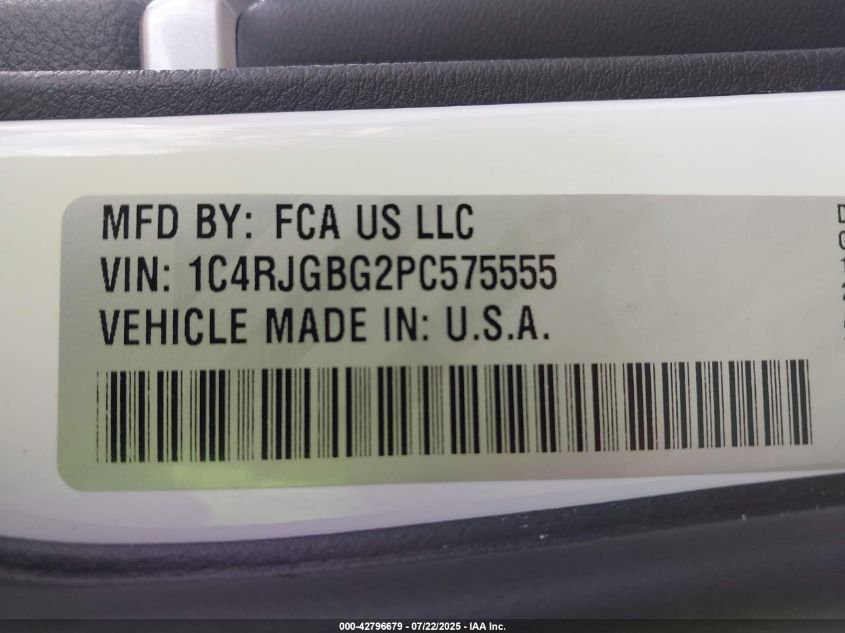 MFD BY: FCA US LLC
VIN: 1C4RJGBG2PC575555
VEHICLE MADE IN: U.S.A.
000-42796679 - 07/22/2025 - IAA Inc.